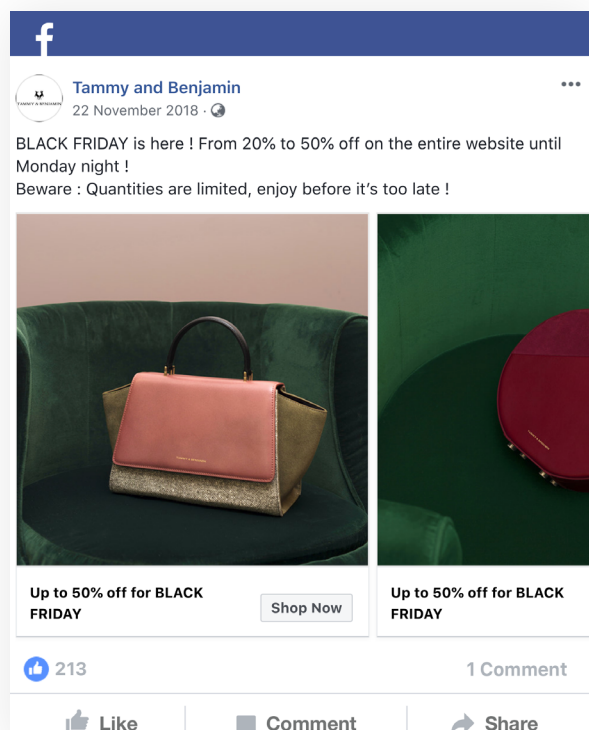 f
TAMMY & BENJAMIN
Tammy and Benjamin
22 November 2018 ·
BLACK FRIDAY is here ! From 20% to 50% off on the entire website until
Monday night !
Beware : Quantities are limited, enjoy before it’s too late !
Up to 50% off for BLACK
FRIDAY
Shop Now
Up to 50% off for BLACK
FRIDAY
213
1 Comment
Like
Comment
Share